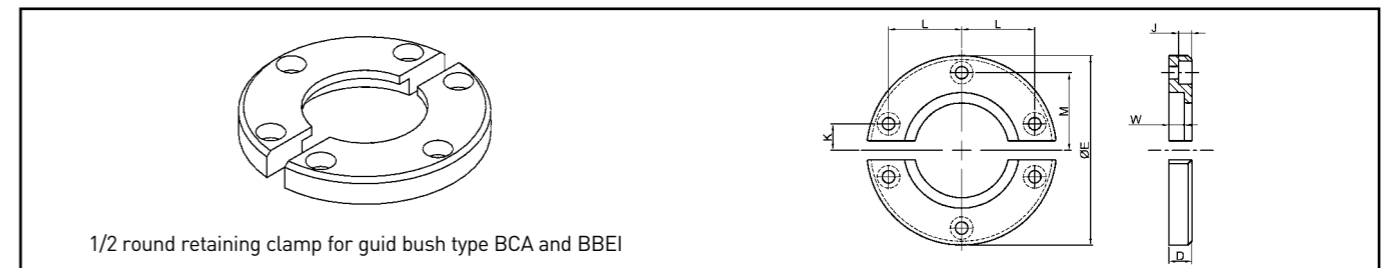 L L
J
W
K
M
ØE
D
1/2 round retaining clamp for guid bush type BCA and BBEI